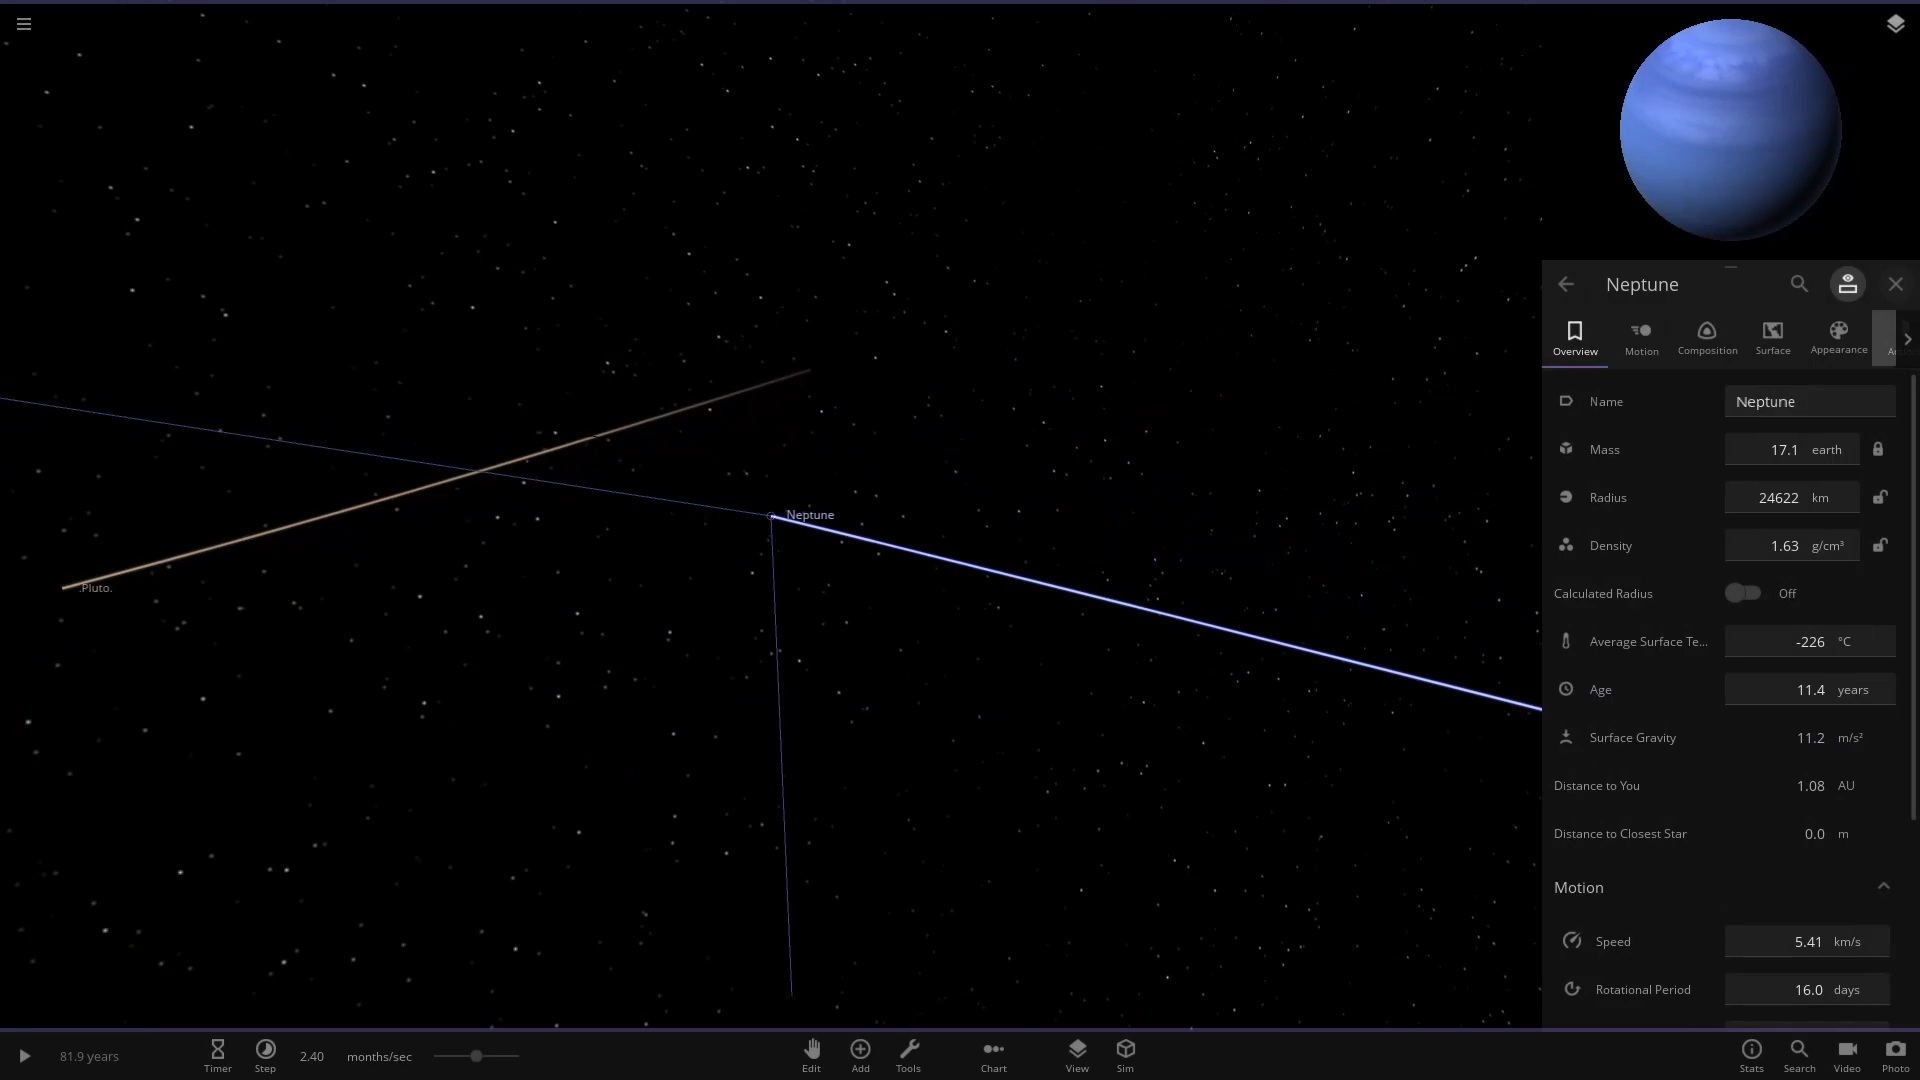 Neptune
.Pluto.
Neptune
Overview
Motion
Composition
Surface
Appearance
Name
Neptune
Mass
17.1 earth
Radius
24622 km
Density
1.63 g/cm³
Calculated Radius
Off
Average Surface Te...
-226 °C
Age
11.4 years
Surface Gravity
11.2 m/s²
Distance to You
1.08 AU
Distance to Closest Star
0.0 m
Motion
Speed
5.41 km/s
Rotational Period
16.0 days
81.9 years
Timer
Step
2.40 months/sec
Edit
Add
Tools
Chart
View
Sim
Stats
Search
Video
Photo